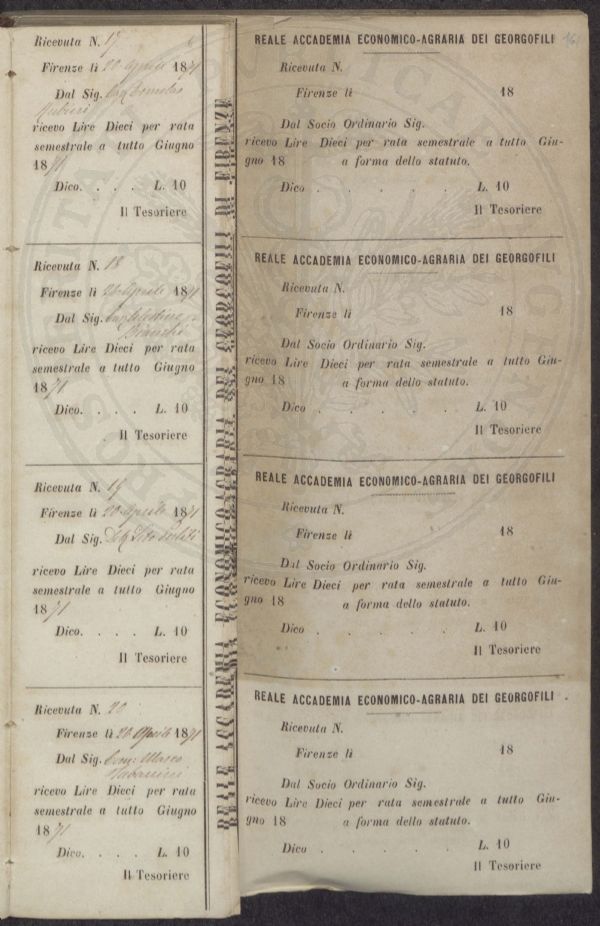 Ricevuta N. 17
Firenze li 20 Aprile 1871
Dal Sig.
Rubieri
ricevo Lire Dieci per rata
semestrale a tutto Giugno
1871
Dico. . . . L. 10
Il Tesoriere
Ricevuta N. 18
Firenze li 20 Aprile 1871
Dal Sig.
Bianchi
ricevo Lire Dieci per rata
semestrale a tutto Giugno
1871
Dico. . . . L. 10
Il Tesoriere
Ricevuta N. 19
Firenze li 20 Aprile 1871
Dal Sig.
ricevo Lire Dieci per rata
semestrale a tutto Giugno
1871
Dico. . . . L. 10
Il Tesoriere
Ricevuta N. 20
Firenze li 20 Aprile 1871
Dal Sig. Marco
Tabarrini
ricevo Lire Dieci per rata
semestrale a tutto Giugno
1871
Dico. . . . L. 10
Il Tesoriere
REALE ACCADEMIA ECONOMICO-AGRARIA DEI GEORGOFILI DI FIRENZE
REALE ACCADEMIA ECONOMICO-AGRARIA DEI GEORGOFILI
Ricevuta N.
Firenze li 18
Dal Socio Ordinario Sig.
ricevo Lire Dieci per rata semestrale a tutto Giu-
gno 18 a forma dello statuto.
Dico . . . . L. 10
Il Tesoriere
REALE ACCADEMIA ECONOMICO-AGRARIA DEI GEORGOFILI
Ricevuta N.
Firenze li 18
Dal Socio Ordinario Sig.
ricevo Lire Dieci per rata semestrale a tutto Giu-
gno 18 a forma dello statuto.
Dico . . . . L. 10
Il Tesoriere
REALE ACCADEMIA ECONOMICO-AGRARIA DEI GEORGOFILI
Ricevuta N.
Firenze li 18
Dal Socio Ordinario Sig.
ricevo Lire Dieci per rata semestrale a tutto Giu-
gno 18 a forma dello statuto.
Dico . . . . L. 10
Il Tesoriere
REALE ACCADEMIA ECONOMICO-AGRARIA DEI GEORGOFILI
Ricevuta N.
Firenze li 18
Dal Socio Ordinario Sig.
ricevo Lire Dieci per rata semestrale a tutto Giu-
gno 18 a forma dello statuto.
Dico . . . . L. 10
Il Tesoriere